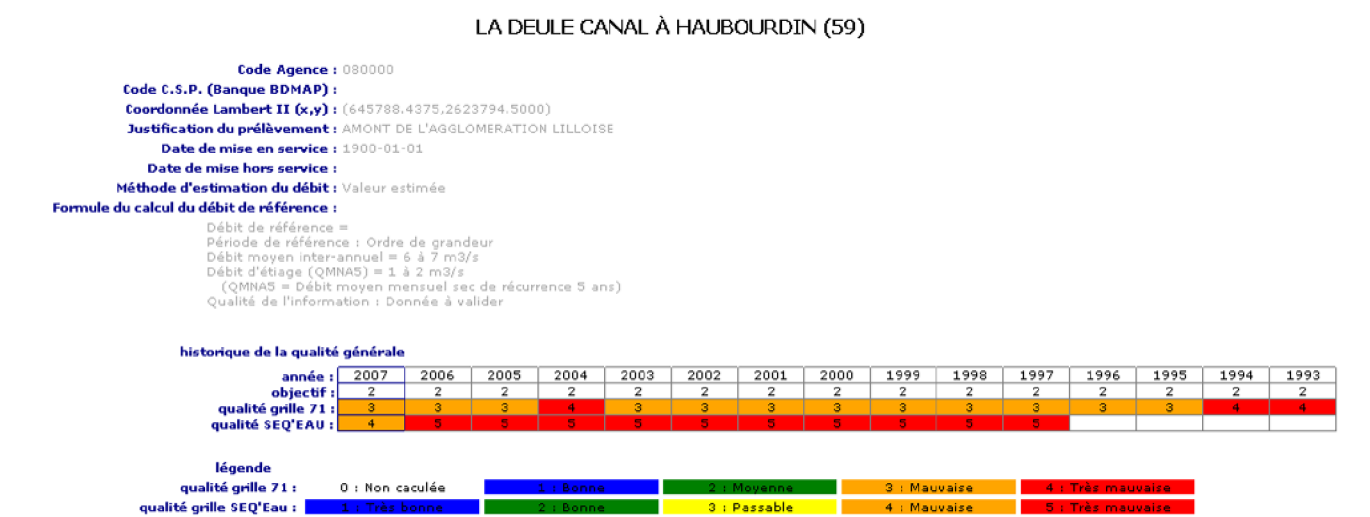 LA DEULE CANAL À HAUBOURDIN (59)
Code Agence : 080000
Code C.S.P. (Banque BDMAP) :
Coordonnée Lambert II (x,y) : (645788.4375,2623794.5000)
Justification du prélèvement : AMONT DE L'AGGLOMERATION LILLOISE
Date de mise en service : 1900-01-01
Date de mise hors service :
Méthode d'estimation du débit : Valeur estimée
Formule du calcul du débit de référence :
Débit de référence =
Période de référence : Ordre de grandeur
Débit moyen inter-annuel = 6 à 7 m3/s
Débit d'étiage (QMNA5) = 1 à 2 m3/s
(QMNA5 = Débit moyen mensuel sec de récurrence 5 ans)
Qualité de l'information : Donnée à valider
historique de la qualité générale
année : 2007 2006 2005 2004 2003 2002 2001 2000 1999 1998 1997 1996 1995 1994 1993
objectif : 2 2 2 2 2 2 2 2 2 2 2 2 2 2 2
qualité grille 71 : 3 3 3 4 3 3 3 3 3 3 3 3 3 4 4
qualité SEQ'EAU : 4 5 5 5 5 5 5 5 5 5 5
légende
qualité grille 71 : 0 : Non caculée 1 : Bonne 2 : Moyenne 3 : Mauvaise 4 : Très mauvaise
qualité grille SEQ'Eau : 1 : Très bonne 2 : Bonne 3 : Passable 4 : Mauvaise 5 : Très mauvaise